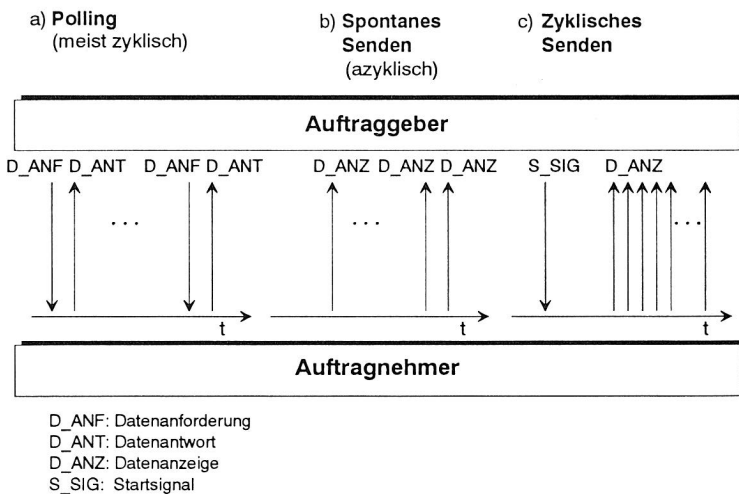 a) Polling
(meist zyklisch)
b) Spontanes
Senden
(azyklisch)
c) Zyklisches
Senden
Auftraggeber
D_ANF D_ANT D_ANF D_ANT
D_ANZ D_ANZ D_ANZ
S_SIG D_ANZ
. . .
. . .
. . .
t
t
t
Auftragnehmer
D_ANF: Datenanforderung
D_ANT: Datenantwort
D_ANZ: Datenanzeige
S_SIG: Startsignal